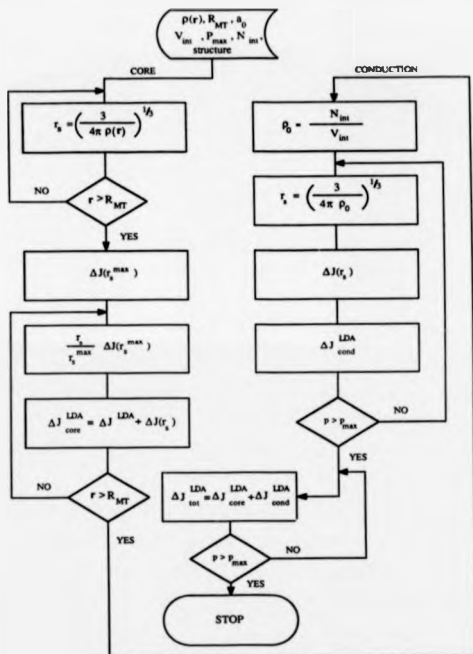 ρ(r), R_MT, a_0
V_int, P_max, N_int,
structure
CORE
r_s = (3 / 4π ρ(r))^1/3
NO
r > R_MT
YES
ΔJ(r_s^max)
r_s / r_s^max ΔJ(r_s^max)
ΔJ_core^LDA = ΔJ^LDA + ΔJ(r_s)
NO
r > R_MT
YES
CONDUCTION
ρ_0 = N_int / V_int
r_s = (3 / 4π ρ_0)^1/3
ΔJ(r_s)
ΔJ_cond^LDA
p > p_max
NO
YES
ΔJ_tot^LDA = ΔJ_core^LDA + ΔJ_cond^LDA
p > p_max
NO
YES
STOP